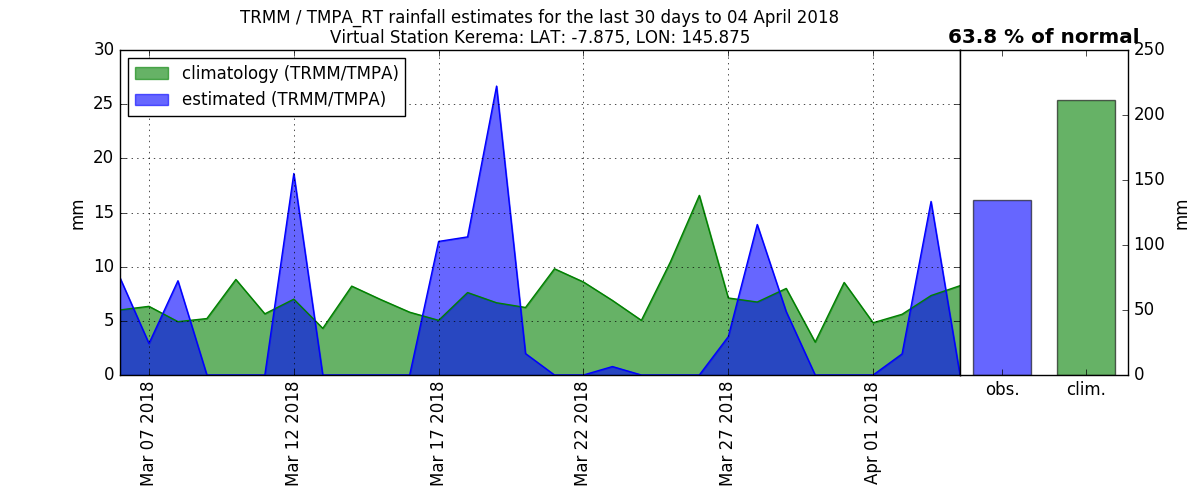 TRMM / TMPA_RT rainfall estimates for the last 30 days to 04 April 2018
Virtual Station Kerema: LAT: -7.875, LON: 145.875
63.8 % of normal
climatology (TRMM/TMPA)
estimated (TRMM/TMPA)
30
25
20
15
10
5
0
mm
Mar 07 2018
Mar 12 2018
Mar 17 2018
Mar 22 2018
Mar 27 2018
Apr 01 2018
obs.
clim.
250
200
150
100
50
0
mm